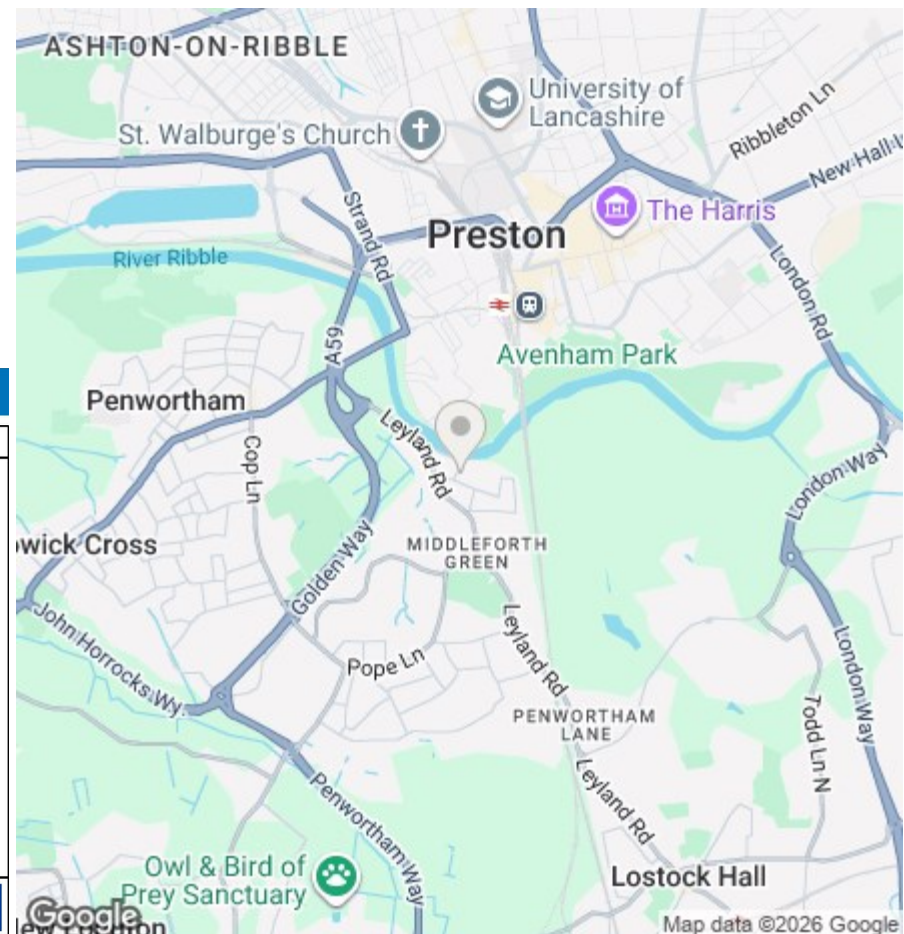 ASHTON-ON-RIBBLE
University of
Lancashire
St. Walburge's Church
Ribbleton Ln
New Hall L
Strand Rd
The Harris
Preston
River Ribble
London Rd
A59
Avenham Park
Penwortham
Leyland Rd
Cop Ln
London Way
wick Cross
MIDDLEFORTH
GREEN
Golden Way
John Horrocks Wy.
Leyland Rd
Pope Ln
London Way
PENWORTHAM
LANE
Todd Ln N
Leyland Rd
Penwortham Way
Owl & Bird of
Prey Sanctuary
Lostock Hall
Google
Map data ©2026 Google